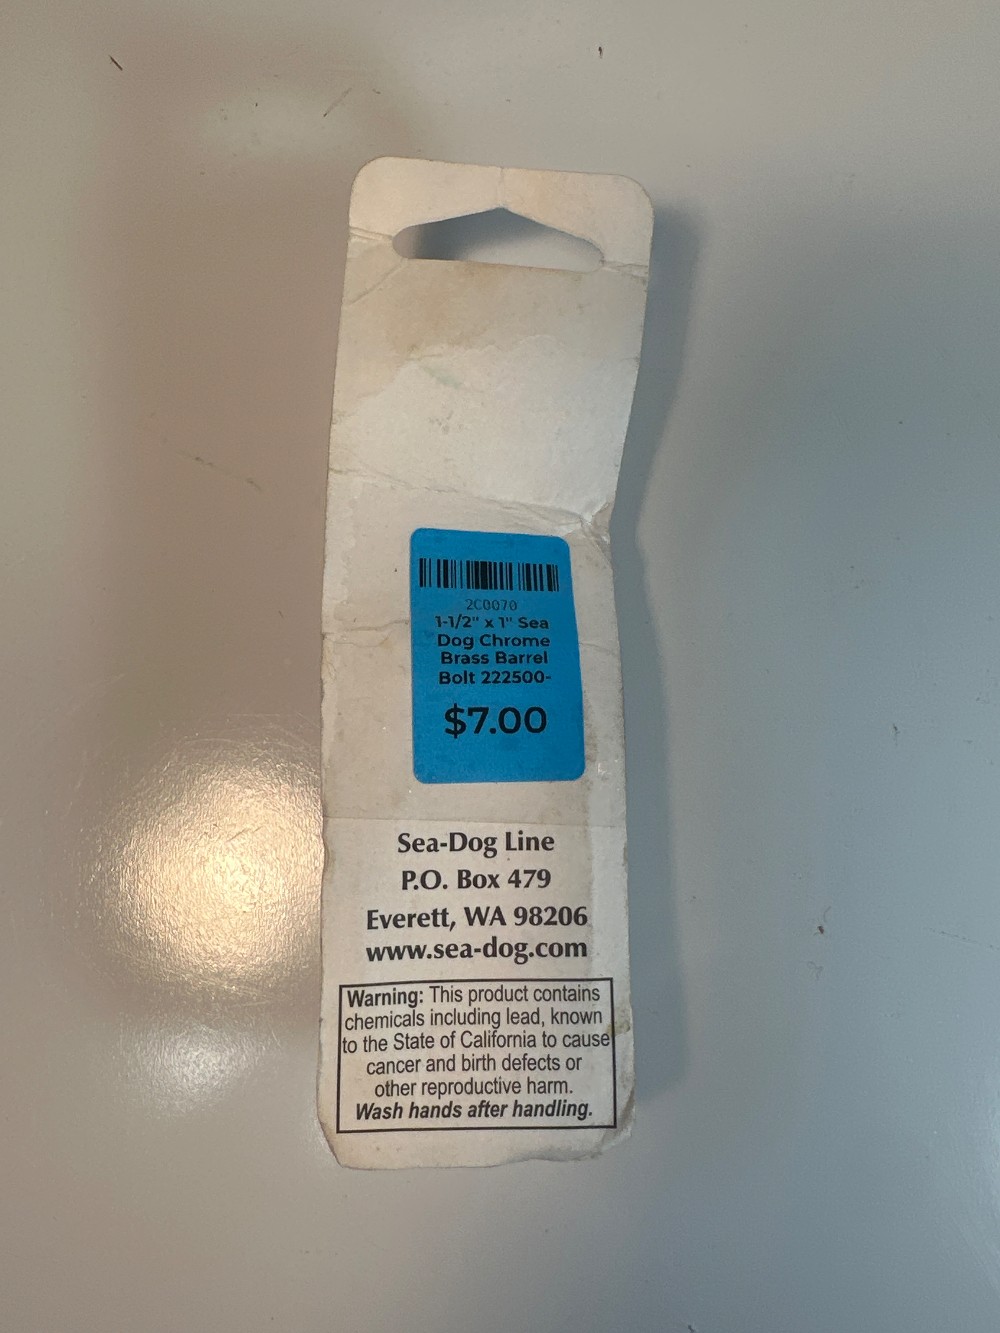 2C0070
1-1/2" x 1" Sea
Dog Chrome
Brass Barrel
Bolt 222500-
$7.00
Sea-Dog Line
P.O. Box 479
Everett, WA 98206
www.sea-dog.com
Warning: This product contains
chemicals including lead, known
to the State of California to cause
cancer and birth defects or
other reproductive harm.
Wash hands after handling.